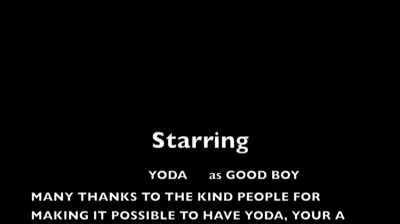 Starring
YODA as GOOD BOY
MANY THANKS TO THE KIND PEOPLE FOR
MAKING IT POSSIBLE TO HAVE YODA, YOUR A